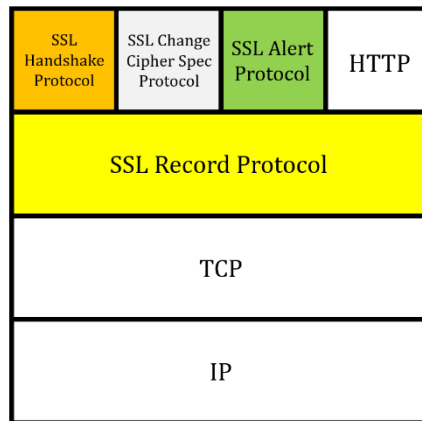 SSL
Handshake
Protocol
SSL Change
Cipher Spec
Protocol
SSL Alert
Protocol
HTTP
SSL Record Protocol
TCP
IP